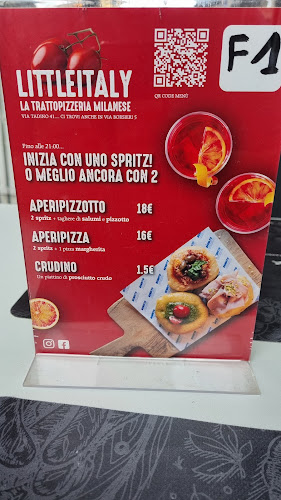 F1
LITTLEITALY
LA TRATTOPIZZERIA MILANESE
VIA TADINO 41... CI TROVI ANCHE IN VIA BORSIERI 5
QR CODE MENÙ
Fino alle 21:00...
INIZIA CON UNO SPRITZ!
O MEGLIO ANCORA CON 2
APERIPIZZOTTO 18€
2 spritz + tagliere di salumi e pizzotto
APERIPIZZA 16€
2 spritz + 1 pizza margherita
CRUDINO 1.5€
Un piattino di prosciutto crudo